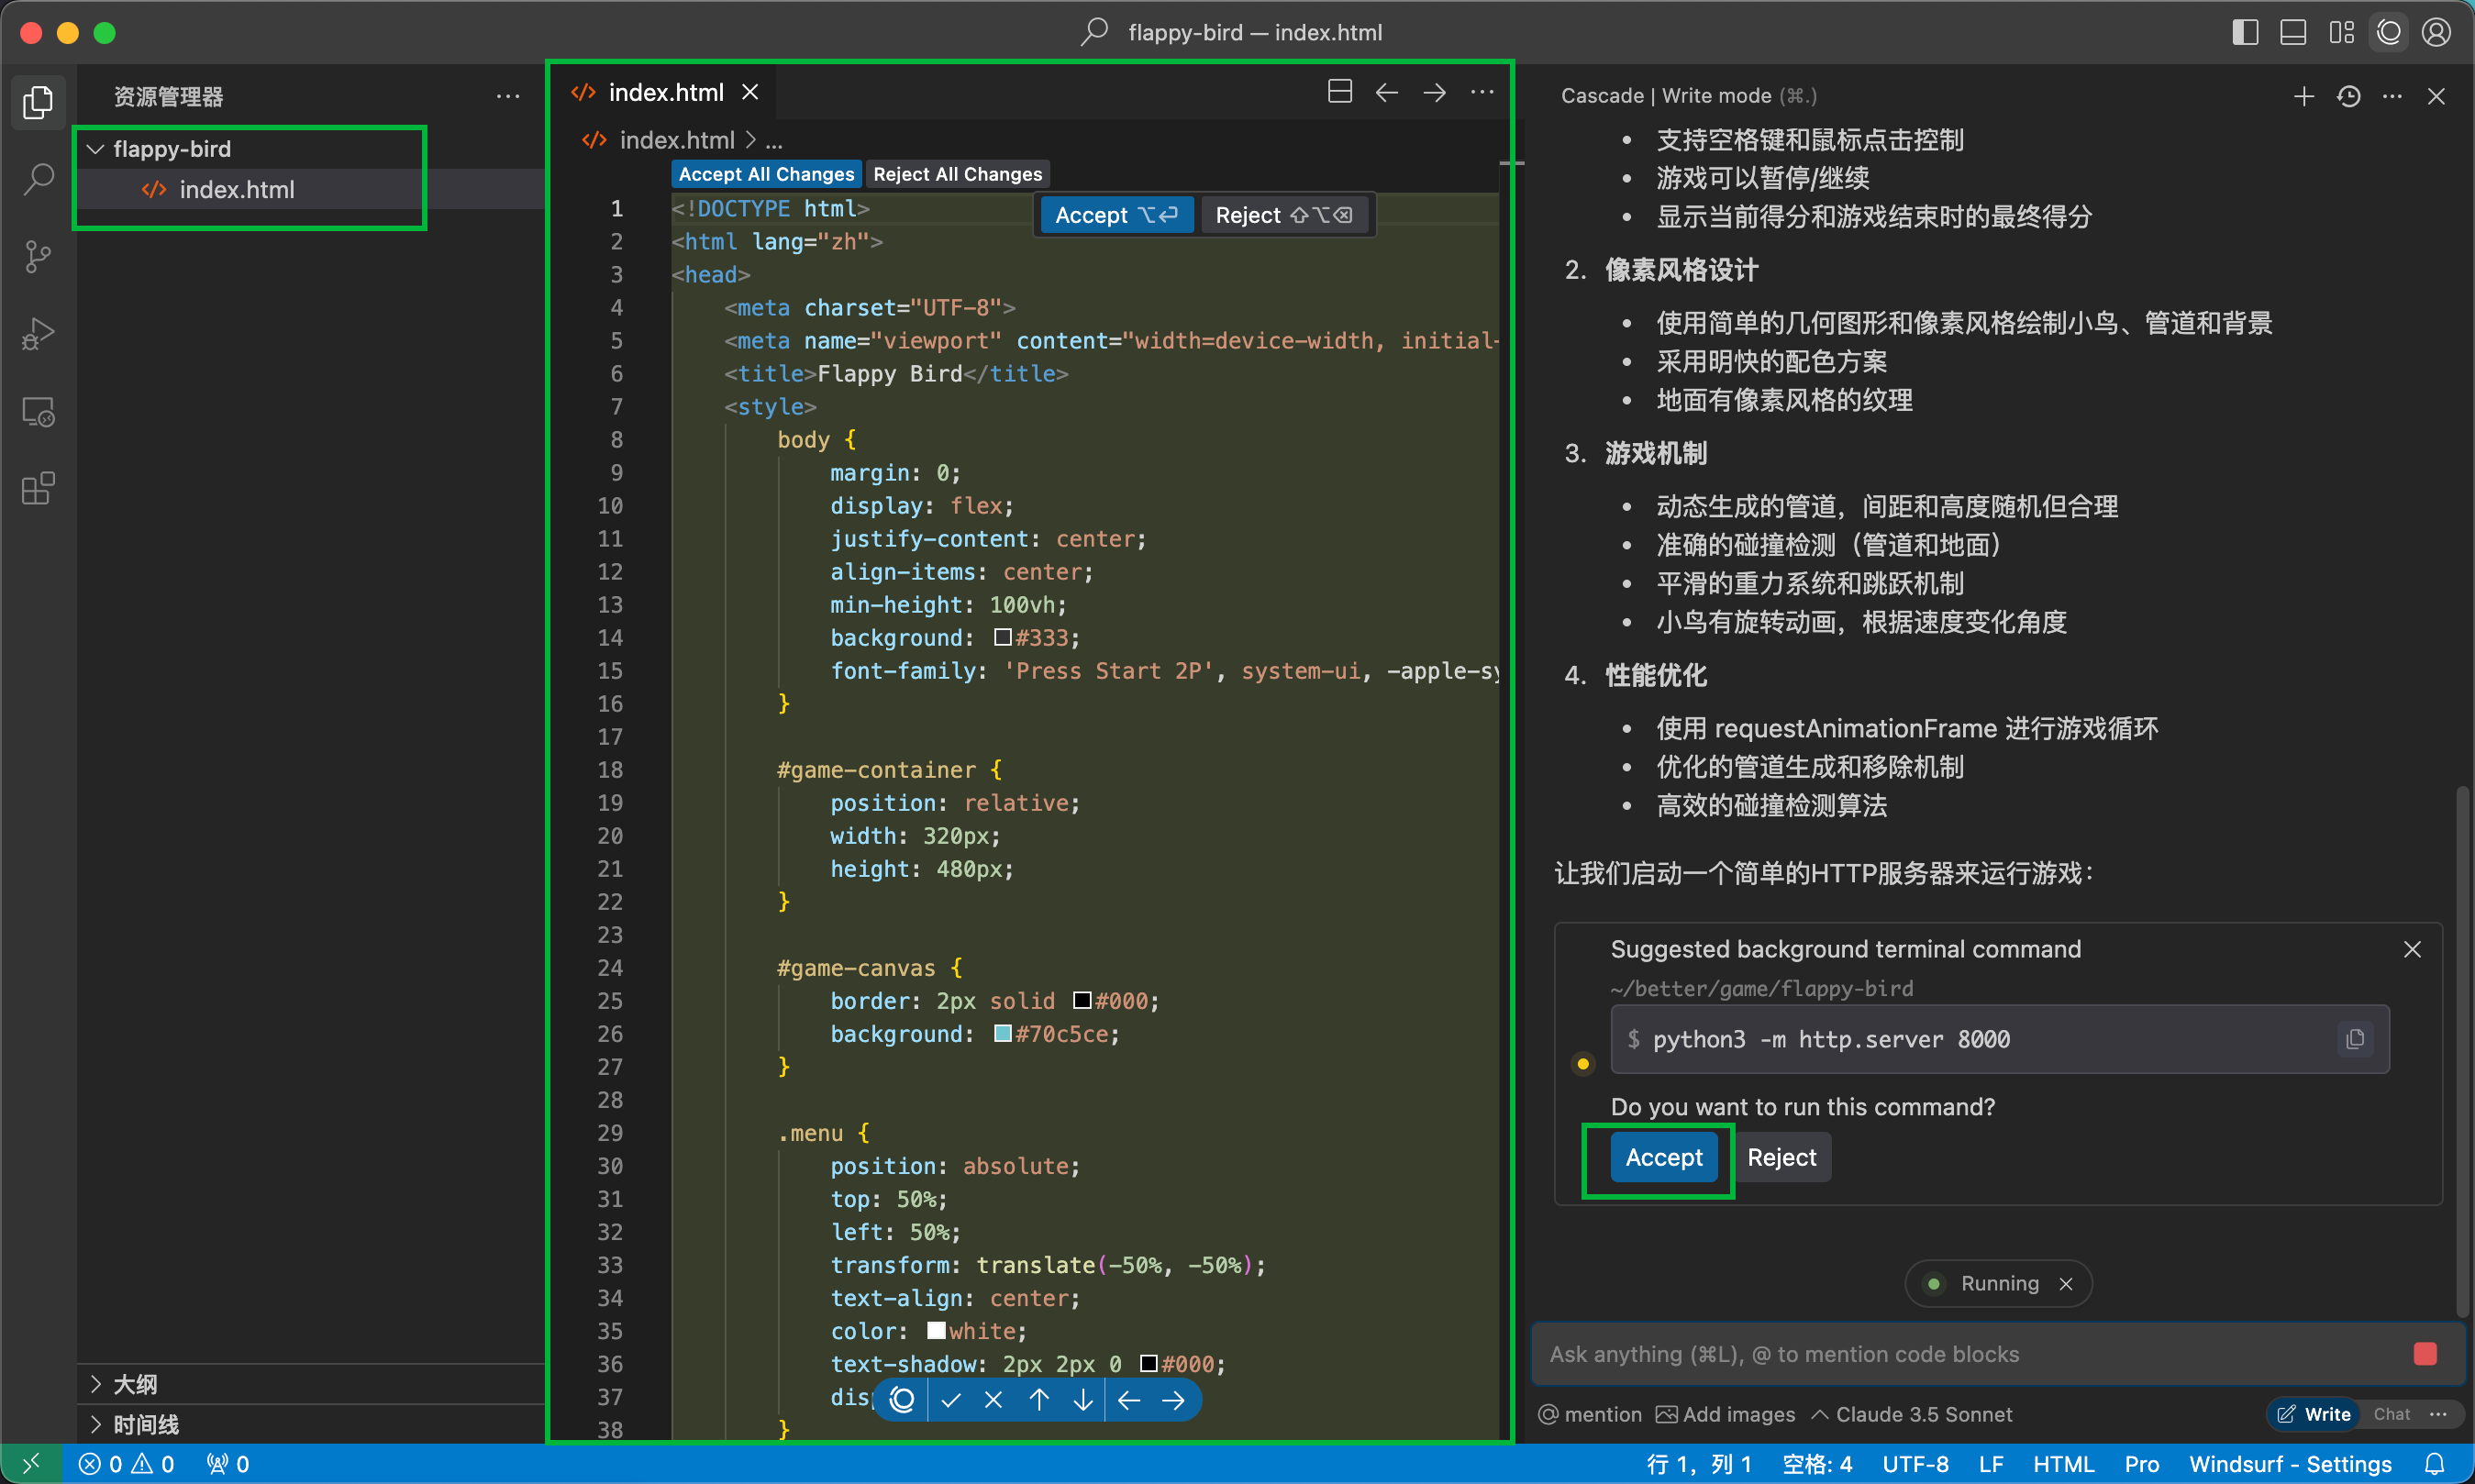 flappy-bird — index.html
资源管理器
flappy-bird
index.html
大纲
时间线
index.html
index.html > ...
Accept All Changes Reject All Changes
Accept ⌥⏎ Reject ⇧⌥⌫
1 <!DOCTYPE html>
2 <html lang="zh">
3 <head>
4 <meta charset="UTF-8">
5 <meta name="viewport" content="width=device-width, initial-
6 <title>Flappy Bird</title>
7 <style>
8 body {
9 margin: 0;
10 display: flex;
11 justify-content: center;
12 align-items: center;
13 min-height: 100vh;
14 background: #333;
15 font-family: 'Press Start 2P', system-ui, -apple-sy
16 }
17
18 #game-container {
19 position: relative;
20 width: 320px;
21 height: 480px;
22 }
23
24 #game-canvas {
25 border: 2px solid #000;
26 background: #70c5ce;
27 }
28
29 .menu {
30 position: absolute;
31 top: 50%;
32 left: 50%;
33 transform: translate(-50%, -50%);
34 text-align: center;
35 color: white;
36 text-shadow: 2px 2px 0 #000;
37 dis
38 }
Cascade | Write mode (⌘.)
• 支持空格键和鼠标点击控制
• 游戏可以暂停/继续
• 显示当前得分和游戏结束时的最终得分
2. 像素风格设计
• 使用简单的几何图形和像素风格绘制小鸟、管道和背景
• 采用明快的配色方案
• 地面有像素风格的纹理
3. 游戏机制
• 动态生成的管道，间距和高度随机但合理
• 准确的碰撞检测（管道和地面）
• 平滑的重力系统和跳跃机制
• 小鸟有旋转动画，根据速度变化角度
4. 性能优化
• 使用 requestAnimationFrame 进行游戏循环
• 优化的管道生成和移除机制
• 高效的碰撞检测算法
让我们启动一个简单的HTTP服务器来运行游戏：
Suggested background terminal command
~/better/game/flappy-bird
$ python3 -m http.server 8000
Do you want to run this command?
Accept Reject
Running
Ask anything (⌘L), @ to mention code blocks
@ mention Add images Claude 3.5 Sonnet Write Chat ...
0 0 0 行 1，列 1 空格: 4 UTF-8 LF HTML Pro Windsurf - Settings